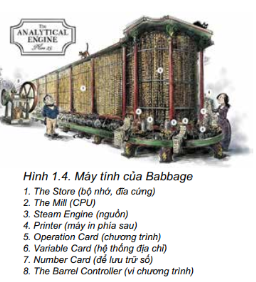 The
ANALYTICAL
ENGINE
Hình 1.4. Máy tính của Babbage
1. The Store (bộ nhớ, đĩa cứng)
2. The Mill (CPU)
3. Steam Engine (nguồn)
4. Printer (máy in phía sau)
5. Operation Card (chương trình)
6. Variable Card (hệ thống địa chỉ)
7. Number Card (để lưu trữ số)
8. The Barrel Controller (vi chương trình)